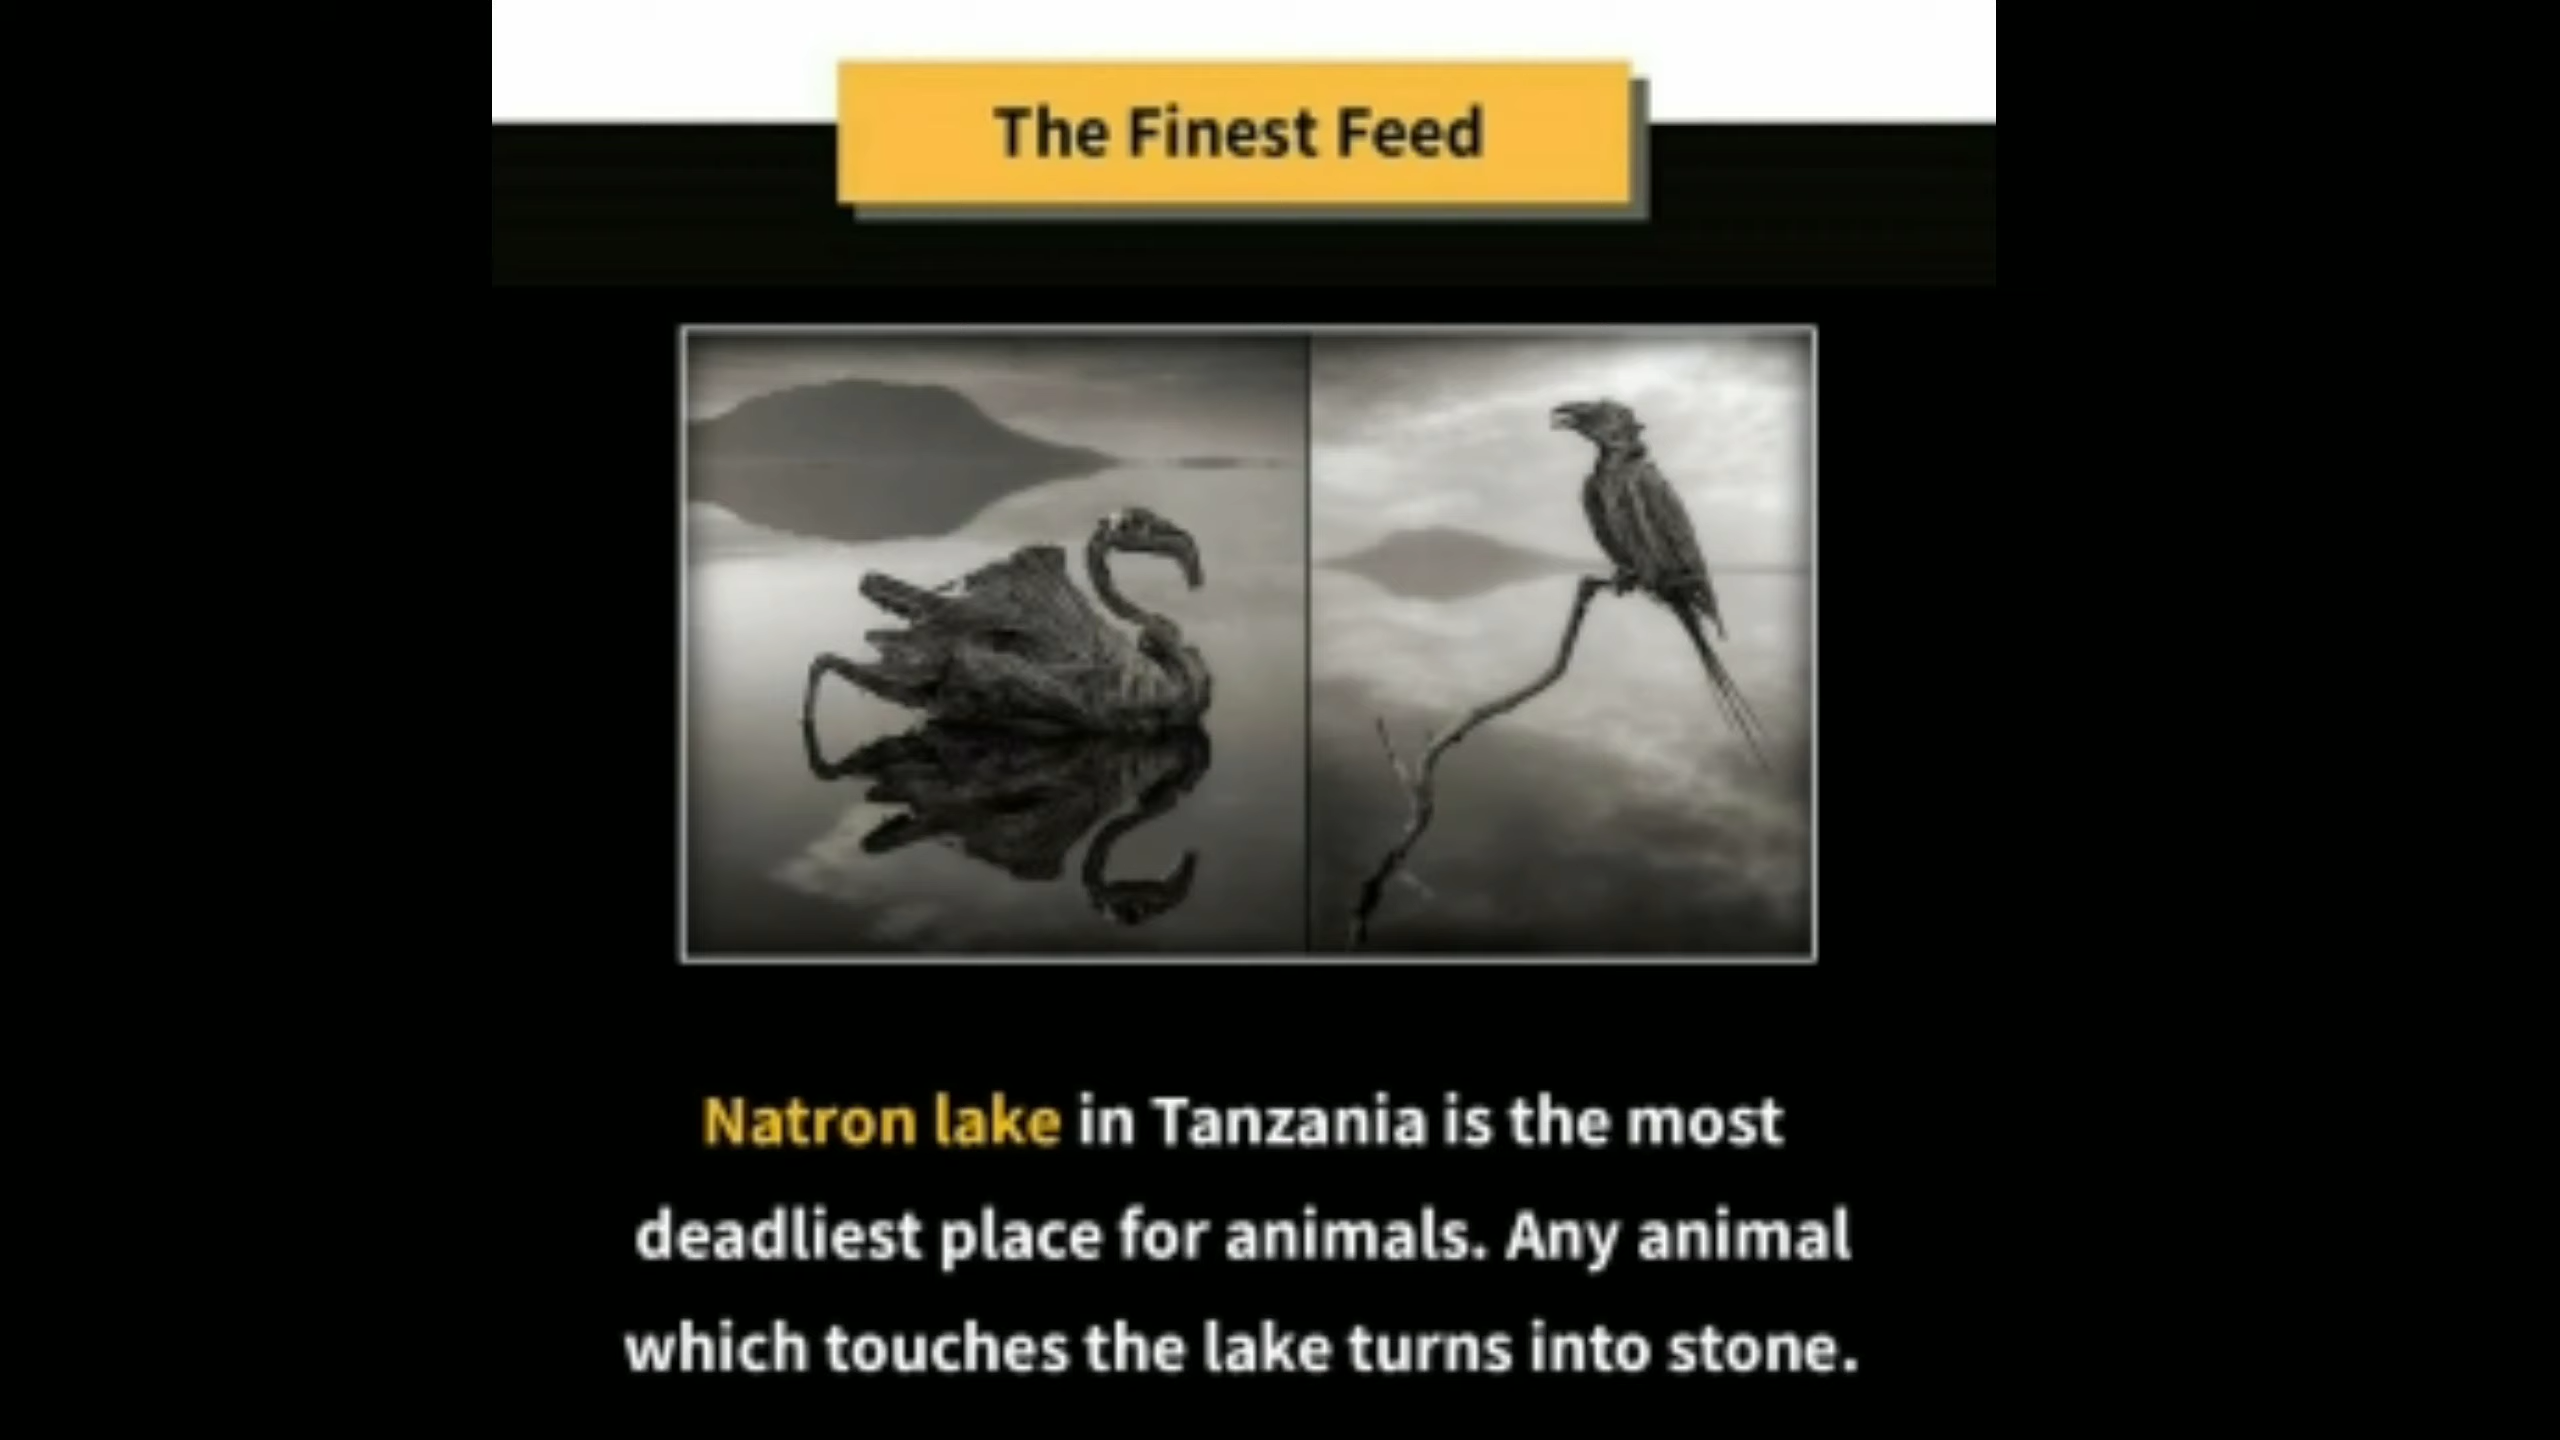 The Finest Feed
Natron lake in Tanzania is the most
deadliest place for animals. Any animal
which touches the lake turns into stone.